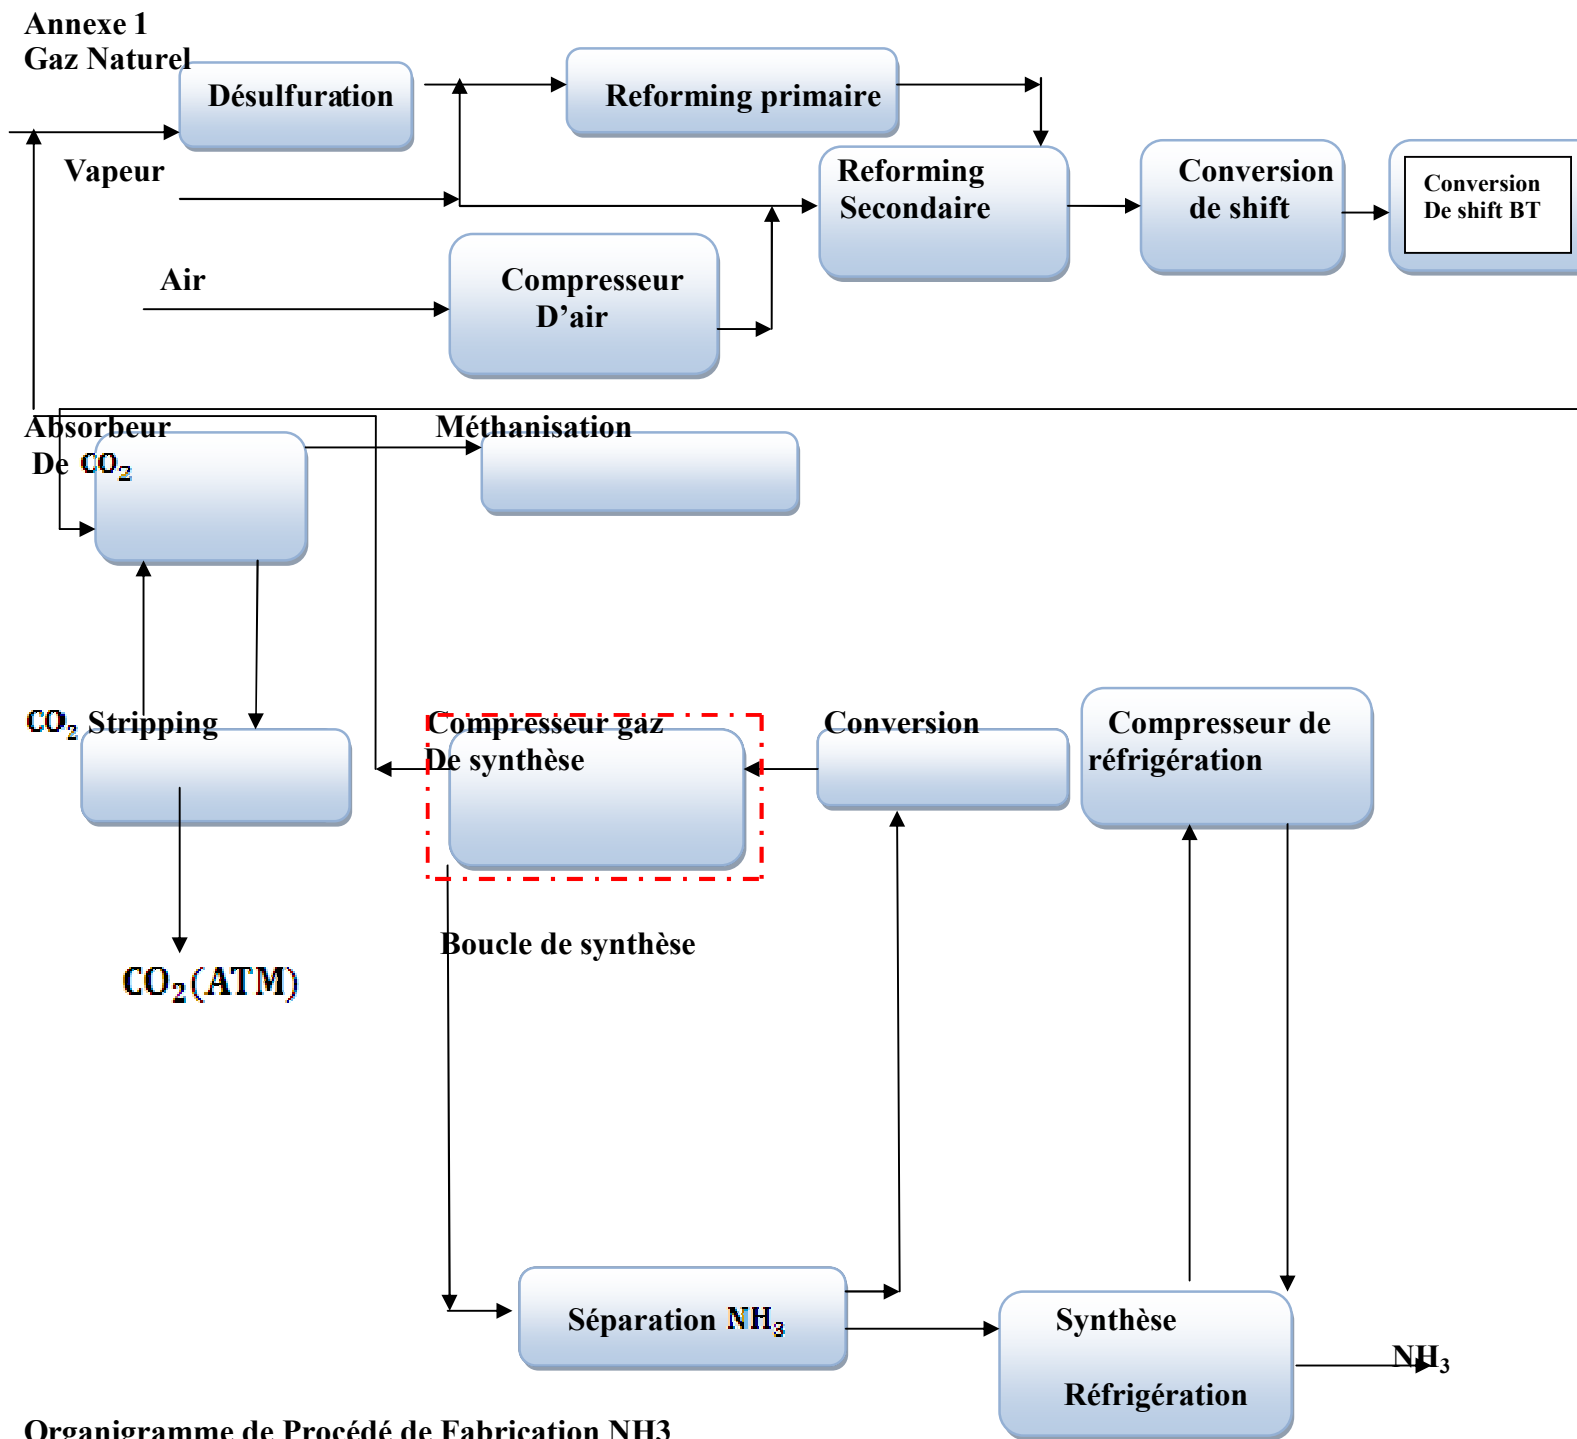 Annexe 1
Gaz Naturel
Désulfuration
Reforming primaire
Vapeur
Reforming
Secondaire
Conversion
de shift
Conversion
De shift BT
Air
Compresseur
D’air
Absorbeur
De CO₂
Méthanisation
CO₂ Stripping
Compresseur gaz
De synthèse
Conversion
Compresseur de
réfrigération
Boucle de synthèse
CO₂(ATM)
Séparation NH₃
Synthèse
Réfrigération
NH₃
Organigramme de Procédé de Fabrication NH3